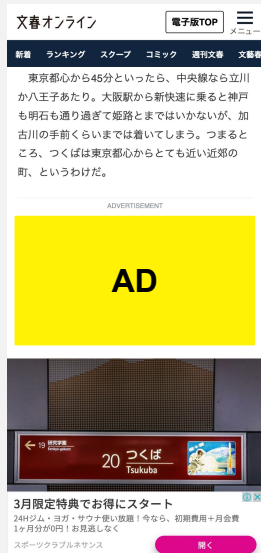 文春オンライン
電子版TOP
メニュー
新着 ランキング スクープ コミック 週刊文春 文藝春
東京都心から45分といったら、中央線なら立川
か八王子あたり。大阪駅から新快速に乗ると神戸
も明石も通り過ぎて姫路とまではいかないが、加
古川の手前くらいまでは着いてしまう。つまると
ころ、つくばは東京都心からとても近い近郊の
町、というわけだ。
ADVERTISEMENT
AD
19 研究学園
Kenkyū-gakuen
20 つくば
Tsukuba
3月限定特典でお得にスタート
24Hジム・ヨガ・サウナ使い放題！今なら、初期費用＋月会費
1ヶ月分が0円！お見逃しなく
スポーツクラブルネサンス
開く